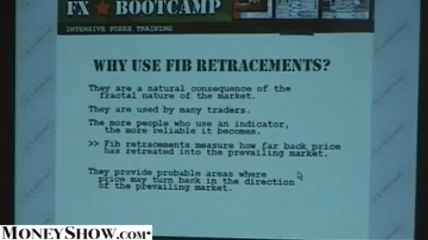 FX ★ BOOTCAMP
INTENSIVE FOREX TRAINING
WHY USE FIB RETRACEMENTS?
They are a natural consequence of the
fractal nature of the market.
They are used by many traders.
The more people who use an indicator,
the more reliable it becomes.
>> Fib retracements measure how far back price
has retreated into the prevailing market.
They provide probable areas where
price may turn back in the direction
of the prevailing market.
MONEYSHOW.com